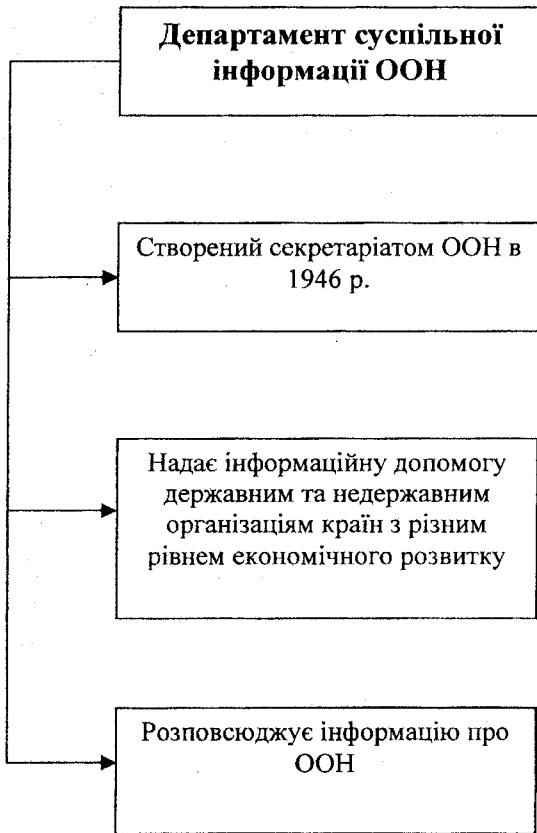 Департамент суспільної
інформації ООН
Створений секретаріатом ООН в
1946 р.
Надає інформаційну допомогу
державним та недержавним
організаціям країн з різним
рівнем економічного розвитку
Розповсюджує інформацію про
ООН